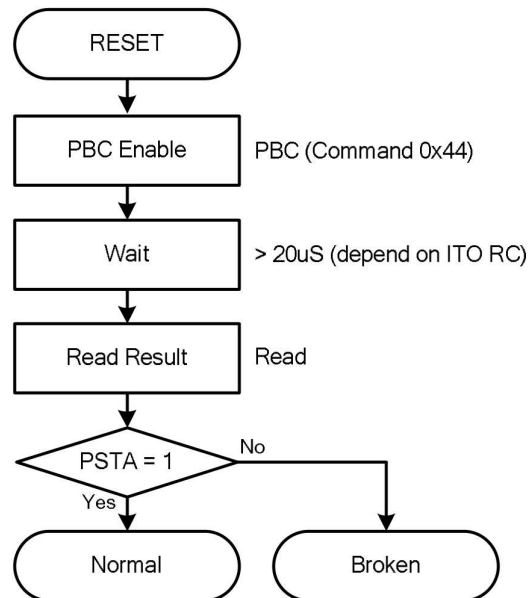 RESET
PBC Enable
PBC (Command 0x44)
Wait
> 20uS (depend on ITO RC)
Read Result
Read
PSTA = 1
No
Yes
Normal
Broken